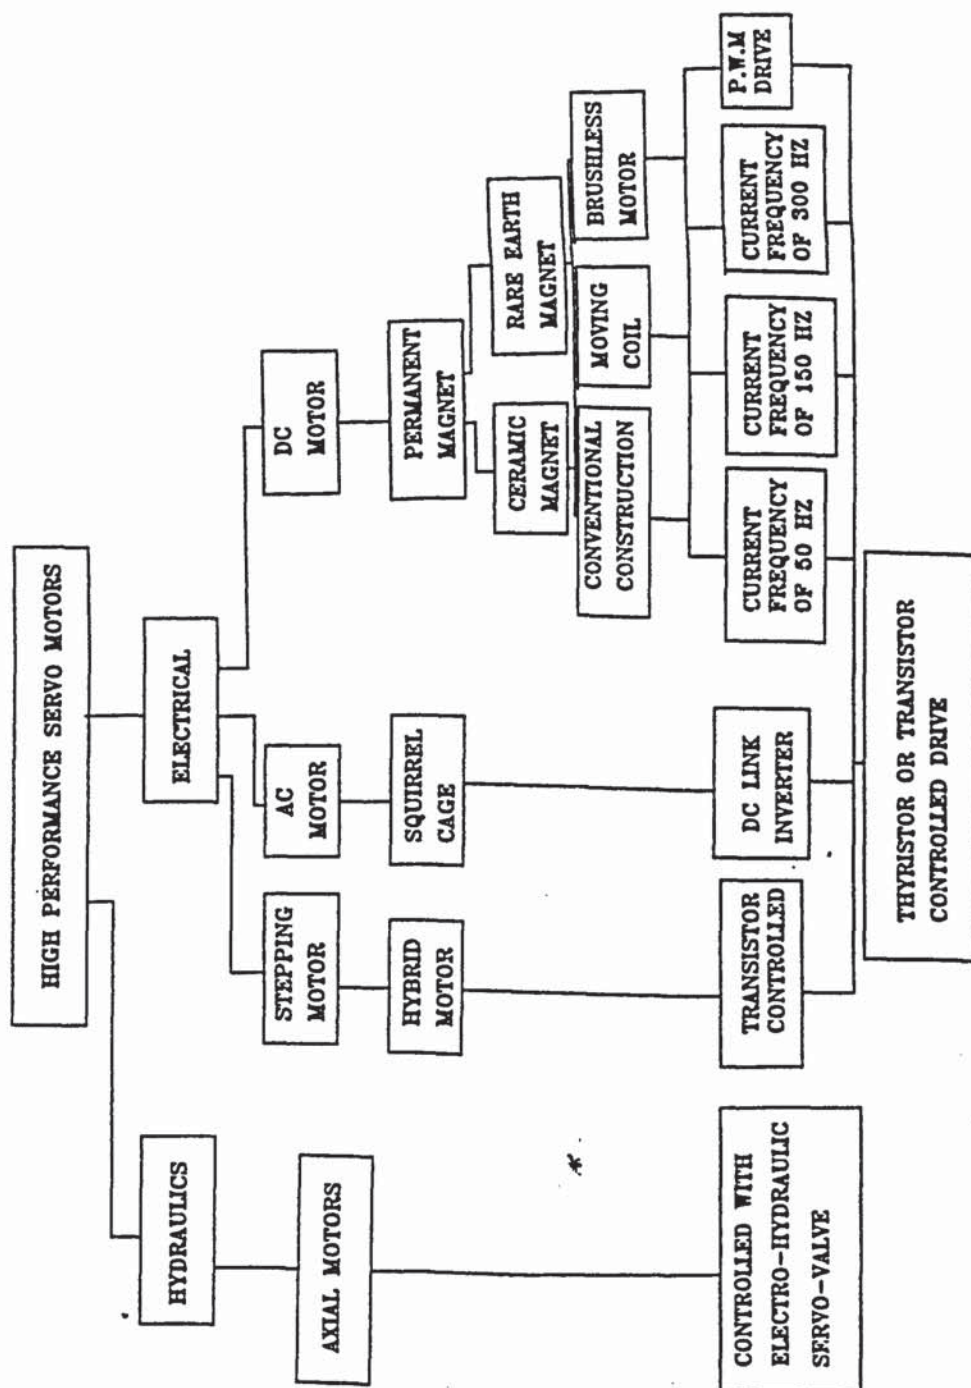 HIGH PERFORMANCE SERVO MOTORS
HYDRAULICS
ELECTRICAL
AXIAL MOTORS
STEPPING
MOTOR
AC
MOTOR
DC
MOTOR
HYBRID
MOTOR
SQUIRREL
CAGE
PERMANENT
MAGNET
CERAMIC
MAGNET
RARE EARTH
MAGNET
CONVENTIONAL
CONSTRUCTION
MOVING
COIL
BRUSHLESS
MOTOR
CONTROLLED WITH
ELECTRO-HYDRAULIC
SERVO-VALVE
TRANSISTOR
CONTROLLED
DC LINK
INVERTER
CURRENT
FREQUENCY
OF 50 HZ
CURRENT
FREQUENCY
OF 150 HZ
CURRENT
FREQUENCY
OF 300 HZ
P.W.M
DRIVE
THYRISTOR OR TRANSISTOR
CONTROLLED DRIVE